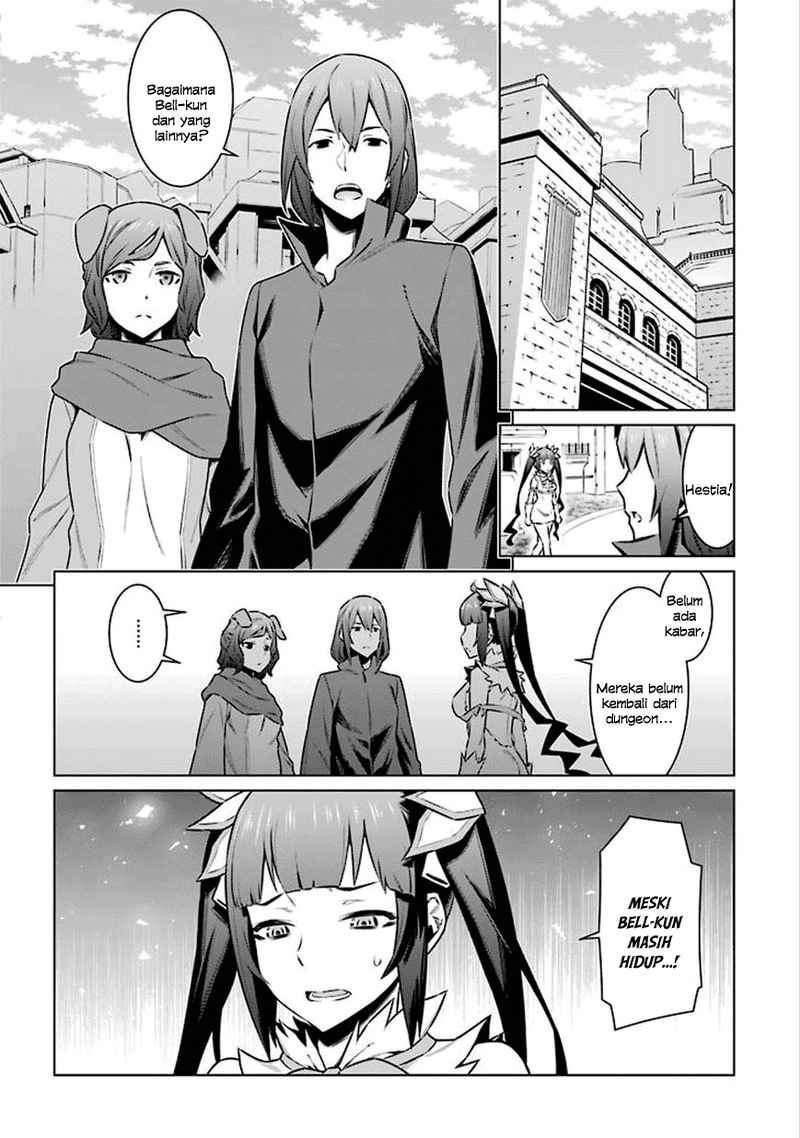 Hestia!
Bagaimana
Bell-kun
dan yang
lainnya?
Belum
ada
kabar,
Mereka belum
kembali dari
dungeon...
......
MESKI
BELL-KUN
MASIH
HIDUP...!